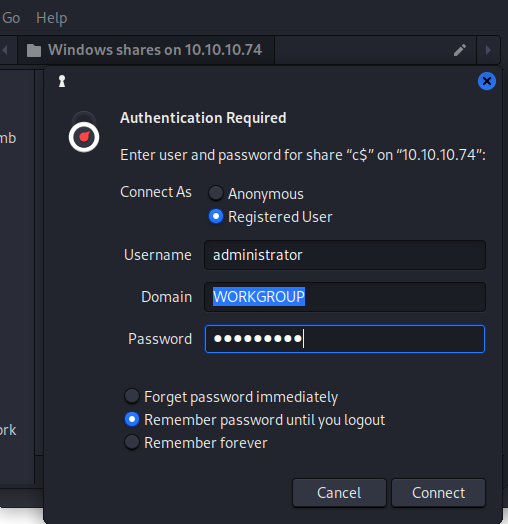 Go Help
Windows shares on 10.10.10.74
Authentication Required
mb
Enter user and password for share “c$” on “10.10.10.74”:
Connect As Anonymous
Registered User
Username administrator
Domain WORKGROUP
Password ●●●●●●●●●
Forget password immediately
Remember password until you logout
ork
Remember forever
Cancel Connect